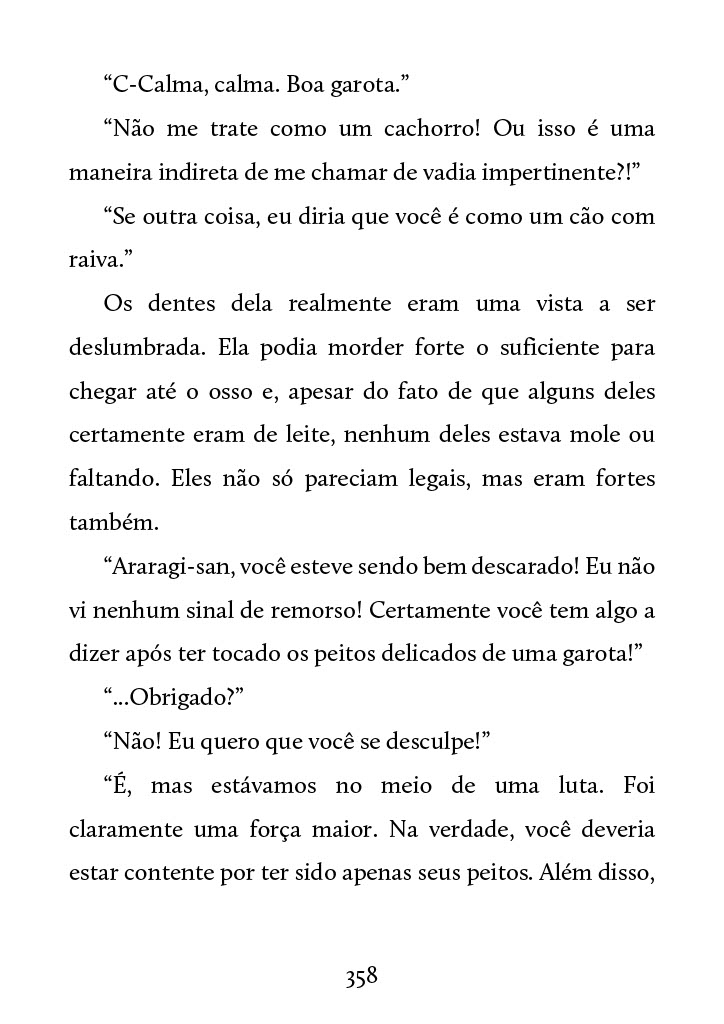 “C-Calma, calma. Boa garota.”
“Não me trate como um cachorro! Ou isso é uma
maneira indireta de me chamar de vadia impertinente?!”
“Se outra coisa, eu diria que você é como um cão com
raiva.”
Os dentes dela realmente eram uma vista a ser
deslumbrada. Ela podia morder forte o suficiente para
chegar até o osso e, apesar do fato de que alguns deles
certamente eram de leite, nenhum deles estava mole ou
faltando. Eles não só pareciam legais, mas eram fortes
também.
“Araragi-san, você esteve sendo bem descarado! Eu não
vi nenhum sinal de remorso! Certamente você tem algo a
dizer após ter tocado os peitos delicados de uma garota!”
“...Obrigado?”
“Não! Eu quero que você se desculpe!”
“É, mas estávamos no meio de uma luta. Foi
claramente uma força maior. Na verdade, você deveria
estar contente por ter sido apenas seus peitos. Além disso,
358